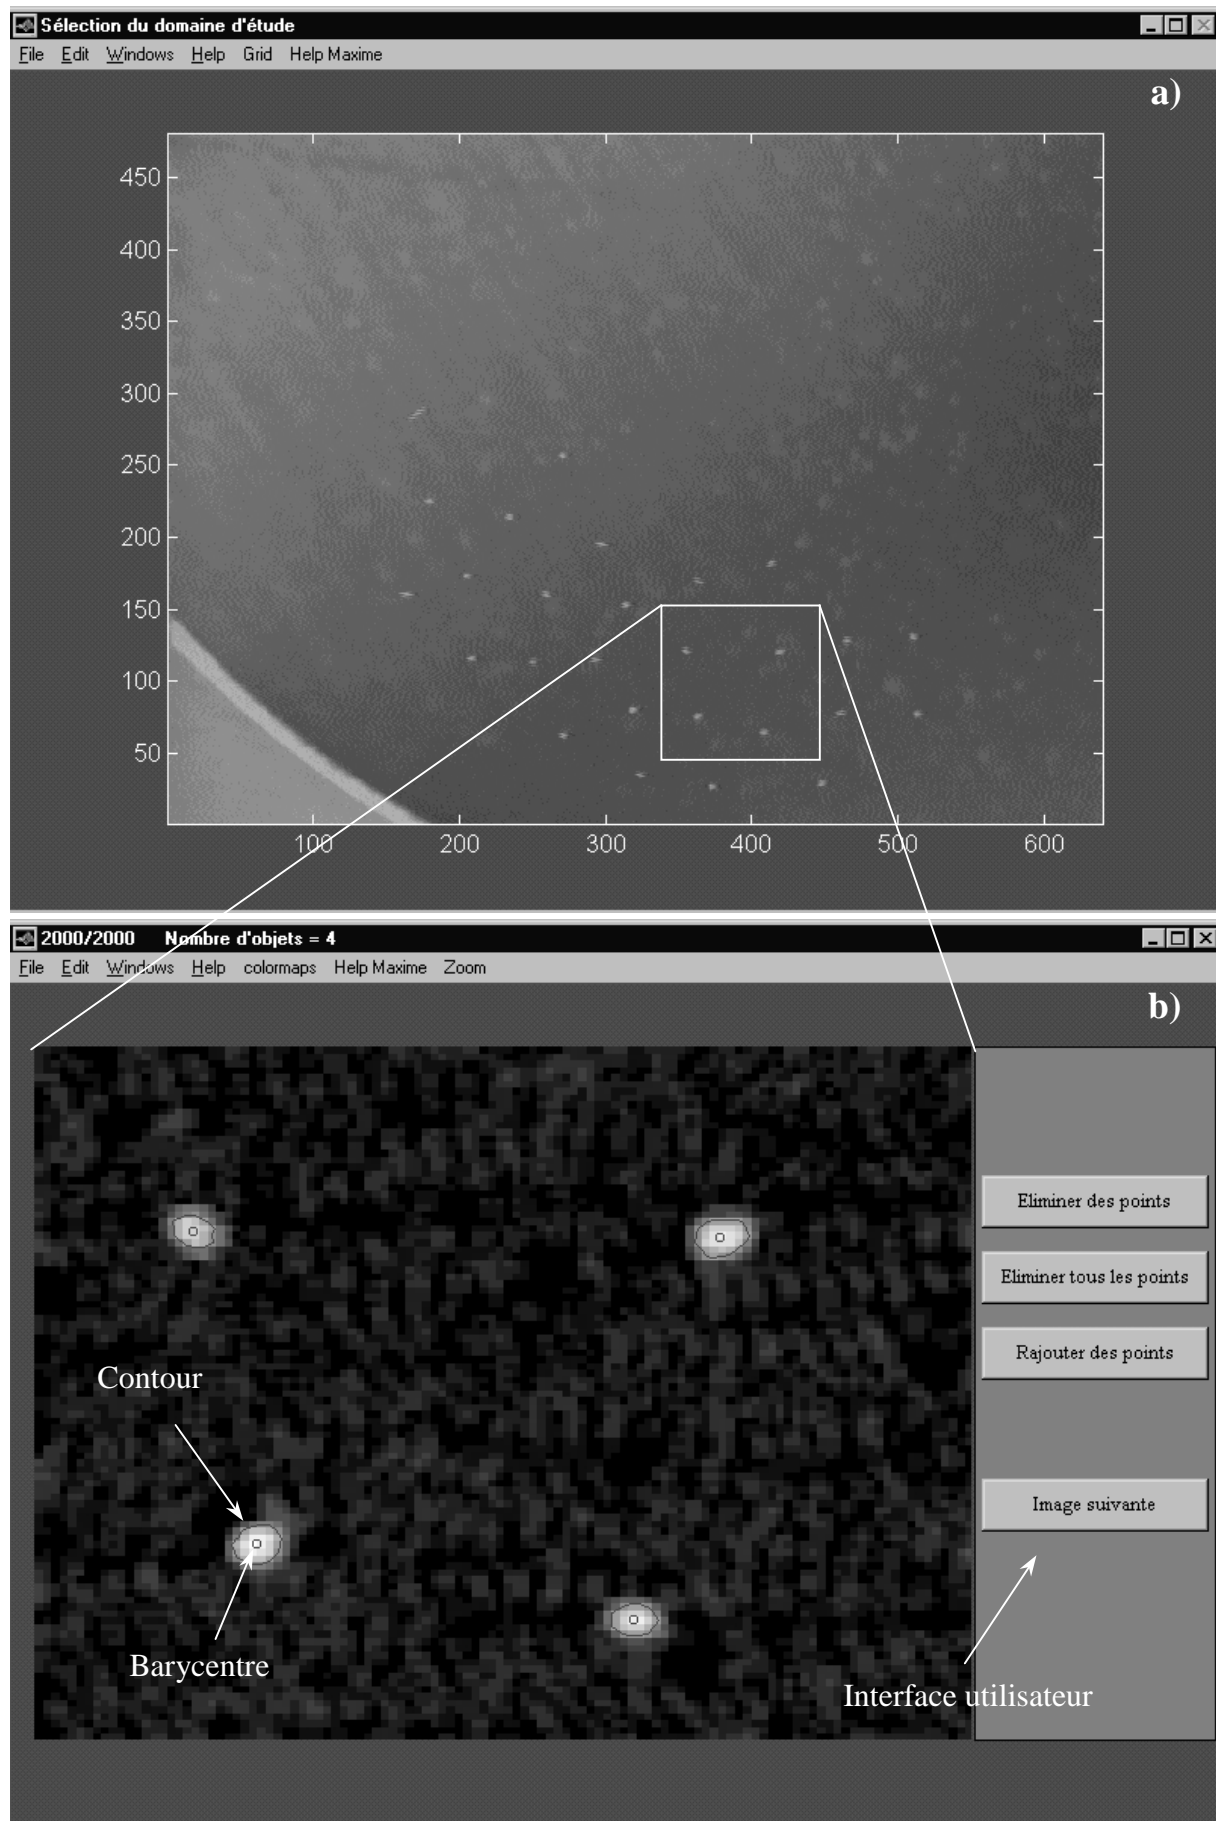 Sélection du domaine d'étude
File Edit Windows Help Grid Help Maxime
a)
450
400
350
300
250
200
150
100
50
100 200 300 400 500 600
2000/2000 Nombre d'objets = 4
File Edit Windows Help colormaps Help Maxime Zoom
b)
Eliminer des points
Eliminer tous les points
Rajouter des points
Contour
Image suivante
Barycentre
Interface utilisateur